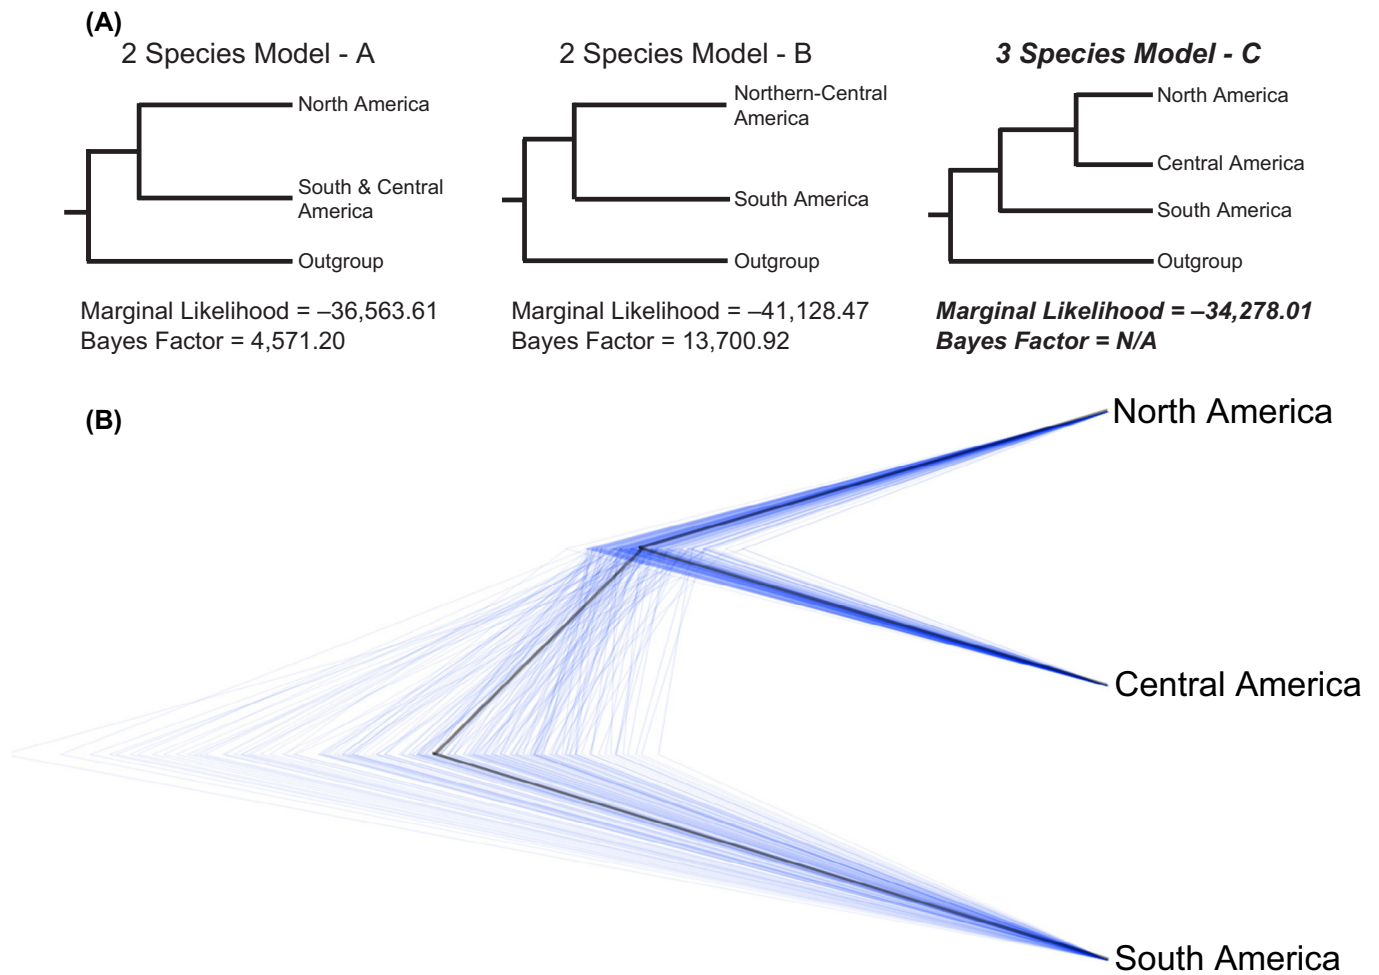 (A)
2 Species Model - A
North America
South & Central
America
Outgroup
Marginal Likelihood = –36,563.61
Bayes Factor = 4,571.20
2 Species Model - B
Northern-Central
America
South America
Outgroup
Marginal Likelihood = –41,128.47
Bayes Factor = 13,700.92
3 Species Model - C
North America
Central America
South America
Outgroup
Marginal Likelihood = –34,278.01
Bayes Factor = N/A
(B)
North America
Central America
South America